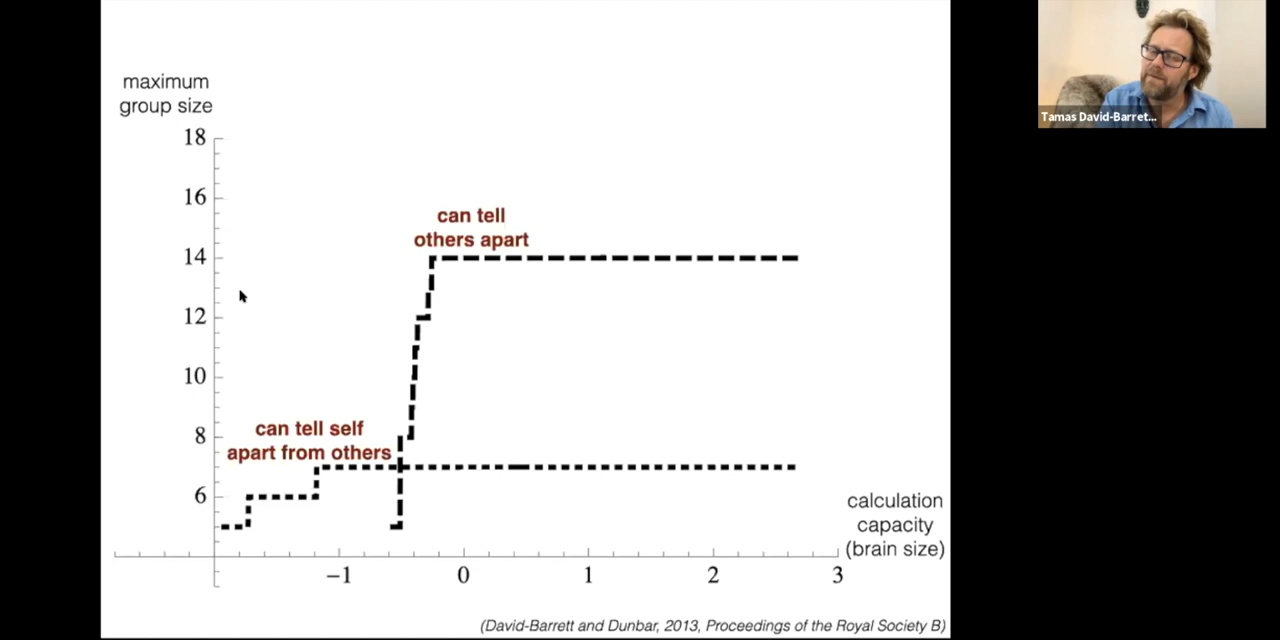 maximum
group size
18
16
14
12
10
8
6
can tell
others apart
can tell self
apart from others
calculation
capacity
(brain size)
−1
0
1
2
3
(David-Barrett and Dunbar, 2013, Proceedings of the Royal Society B)
Tamas David-Barret...